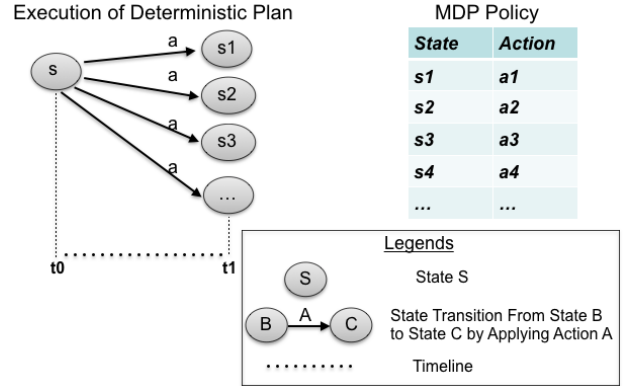 Execution of Deterministic Plan
MDP Policy
s
a
s1
a
s2
a
s3
a
...
t0
t1
State Action
s1 a1
s2 a2
s3 a3
s4 a4
... ...
Legends
S
State S
B
A
C
State Transition From State B
to State C by Applying Action A
Timeline